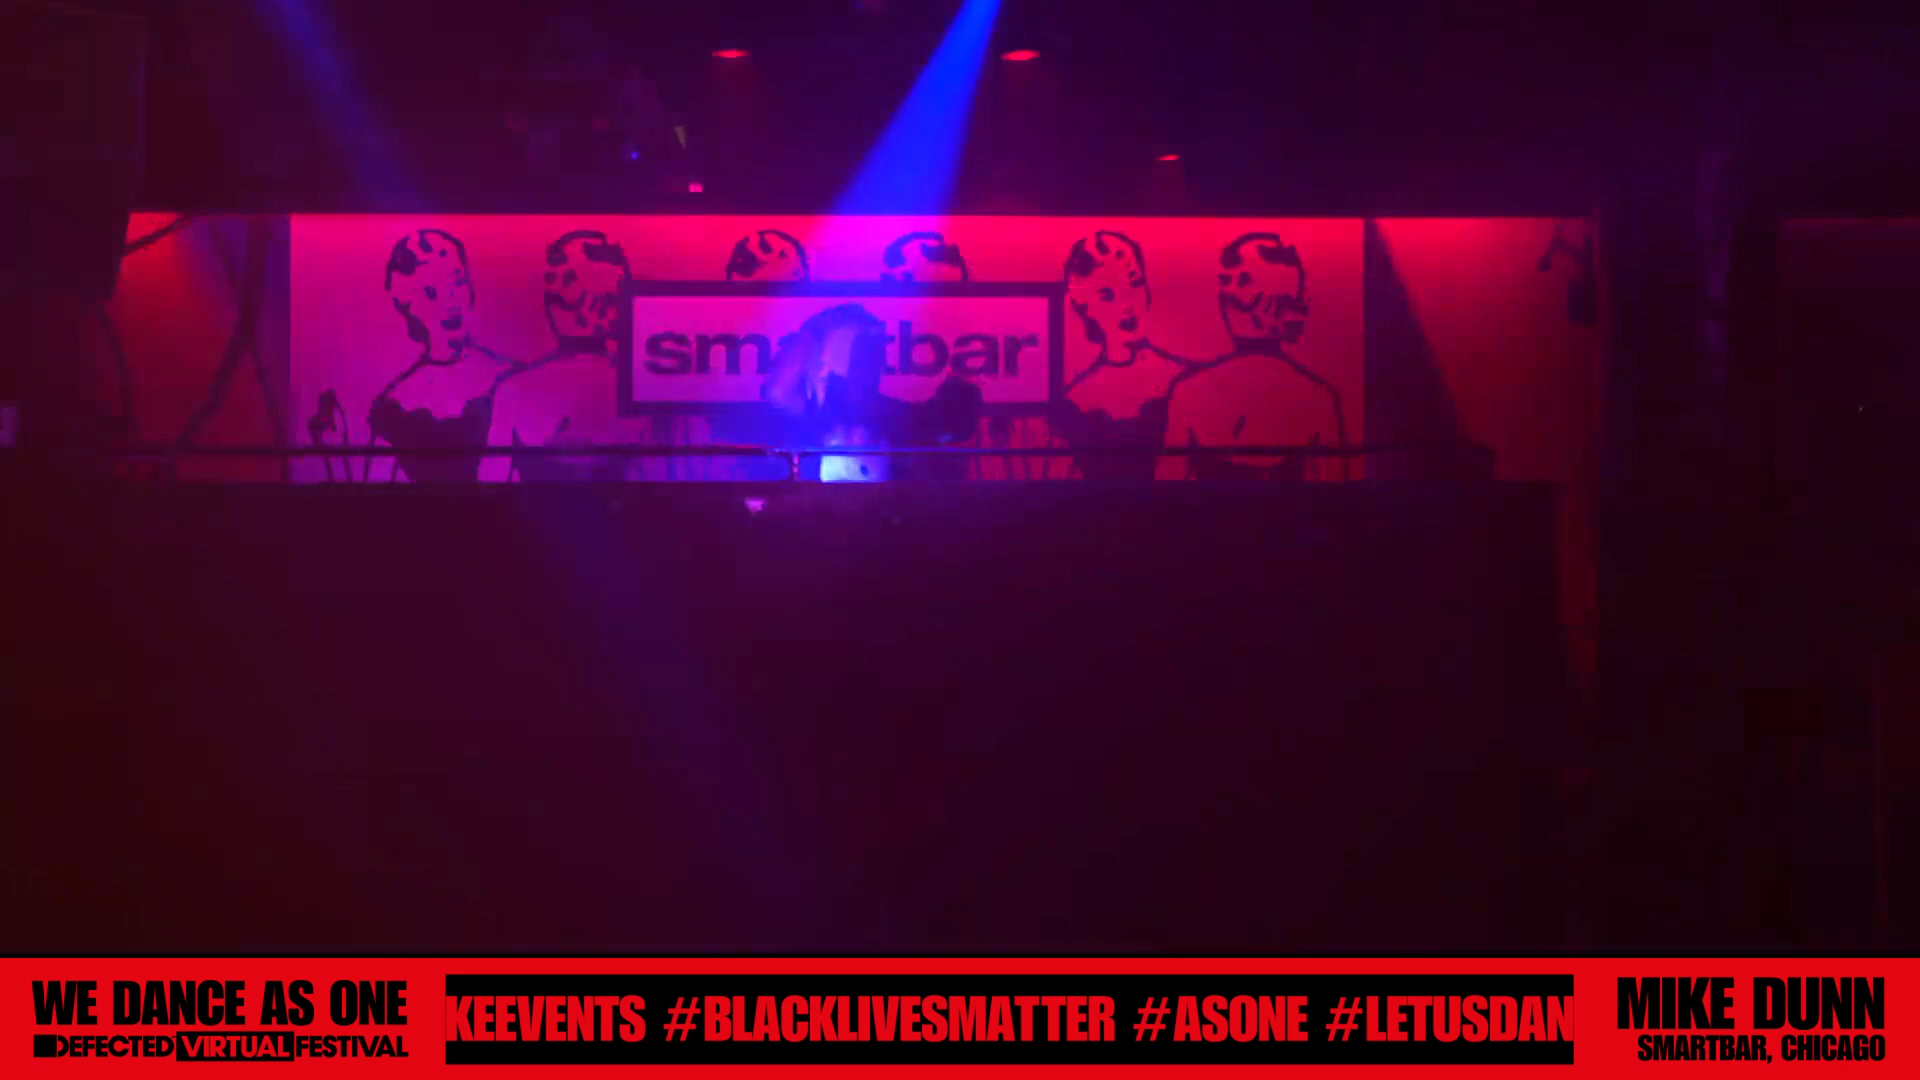 smartbar
WE DANCE AS ONE
DEFECTED VIRTUAL FESTIVAL
KEEVENTS #BLACKLIVESMATTER #ASONE #LETUSDAN
MIKE DUNN
SMARTBAR, CHICAGO